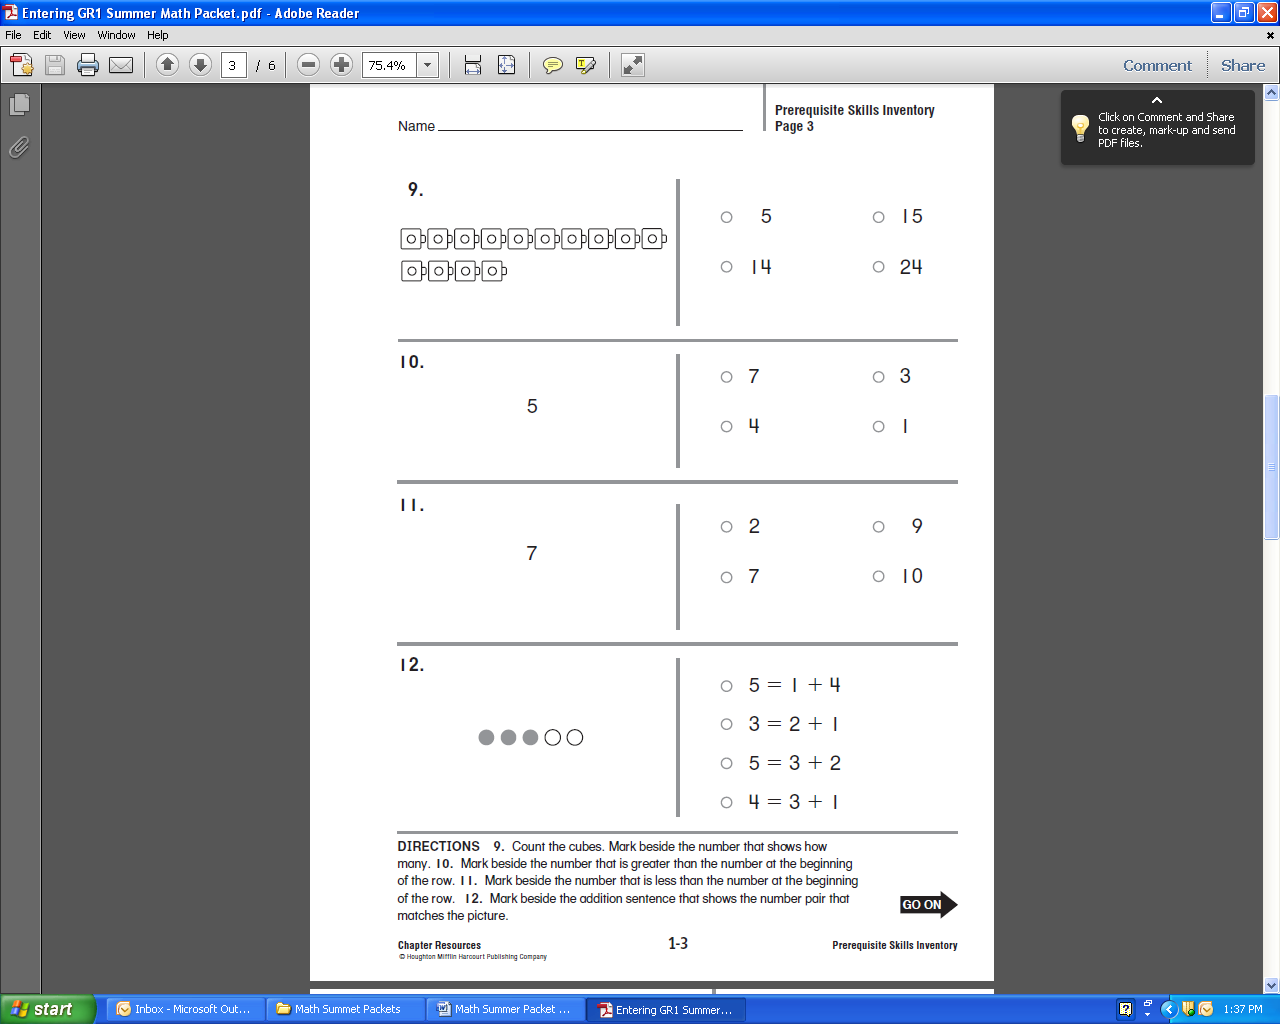 Entering GR1 Summer Math Packet.pdf - Adobe Reader
File Edit View Window Help
3 / 6 75.4% Comment Share
Click on Comment and Share
to create, mark-up and send
PDF files.
Prerequisite Skills Inventory
Name Page 3
9.
5 15
14 24
10.
5
7 3
4 1
11.
7
2 9
7 10
12.
5 = 1 + 4
3 = 2 + 1
5 = 3 + 2
4 = 3 + 1
DIRECTIONS 9. Count the cubes. Mark beside the number that shows how
many. 10. Mark beside the number that is greater than the number at the beginning
of the row. 11. Mark beside the number that is less than the number at the beginning
of the row. 12. Mark beside the addition sentence that shows the number pair that
matches the picture.
GO ON
Chapter Resources 1-3 Prerequisite Skills Inventory
© Houghton Mifflin Harcourt Publishing Company
start Inbox - Microsoft Out... Math Summet Packets Math Summer Packet ... Entering GR1 Summer... 1:37 PM